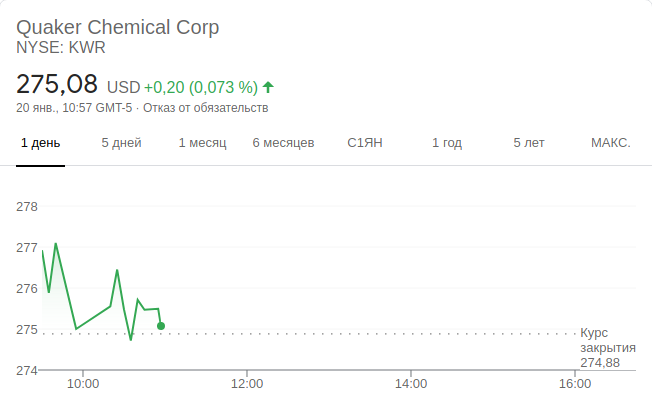 Quaker Chemical Corp
NYSE: KWR
275,08 USD +0,20 (0,073 %)
20 янв., 10:57 GMT-5 · Отказ от обязательств
1 день 5 дней 1 месяц 6 месяцев С1ЯН 1 год 5 лет МАКС.
278
277
276
275
Курс
закрытия
274,88
274
10:00 12:00 14:00 16:00